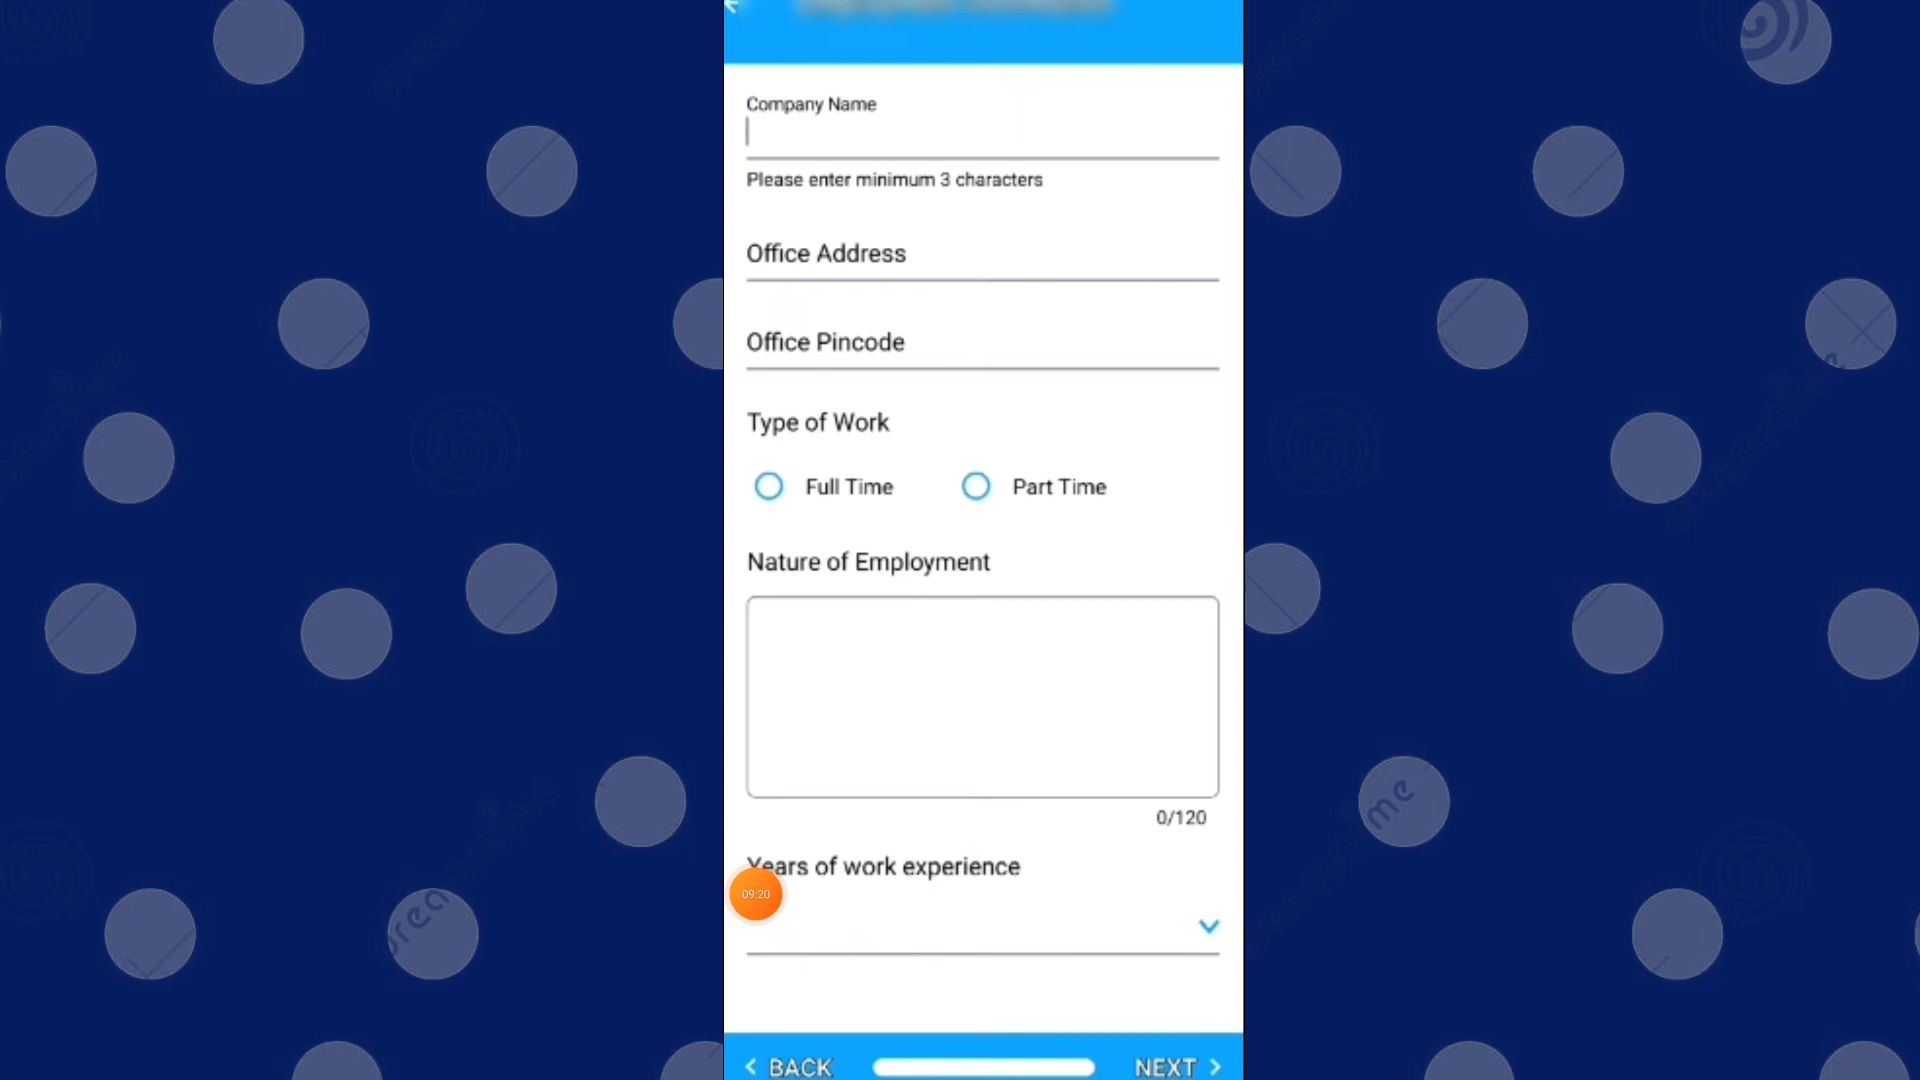 Company Name
Please enter minimum 3 characters
Office Address
Office Pincode
Type of Work
Full Time
Part Time
Nature of Employment
0/120
Years of work experience
09:20
BACK
NEXT